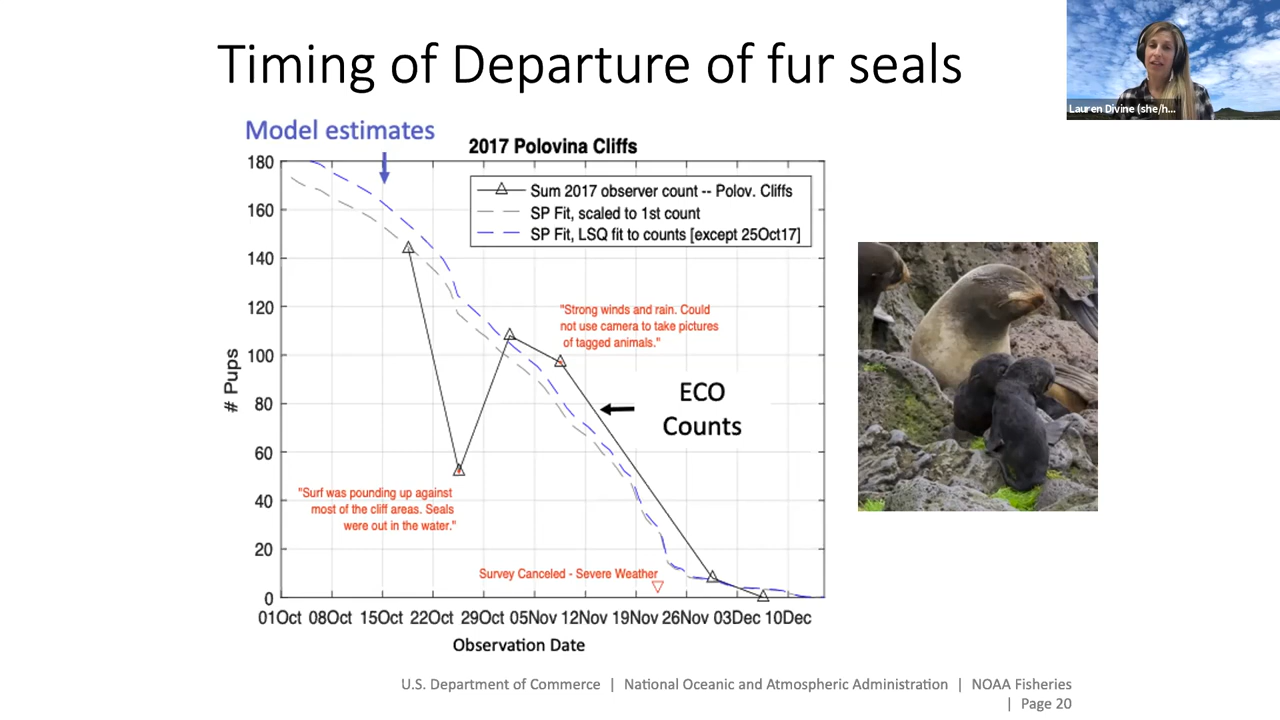 Timing of Departure of fur seals
Lauren Divine (she/h...
Model estimates
2017 Polovina Cliffs
Sum 2017 observer count -- Polov. Cliffs
SP Fit, scaled to 1st count
SP Fit, LSQ fit to counts [except 25Oct17]
"Strong winds and rain. Could
not use camera to take pictures
of tagged animals."
ECO
Counts
"Surf was pounding up against
most of the cliff areas. Seals
were out in the water."
Survey Canceled - Severe Weather
# Pups
180
160
140
120
100
80
60
40
20
0
01Oct 08Oct 15Oct 22Oct 29Oct 05Nov 12Nov 19Nov 26Nov 03Dec 10Dec
Observation Date
U.S. Department of Commerce | National Oceanic and Atmospheric Administration | NOAA Fisheries
| Page 20